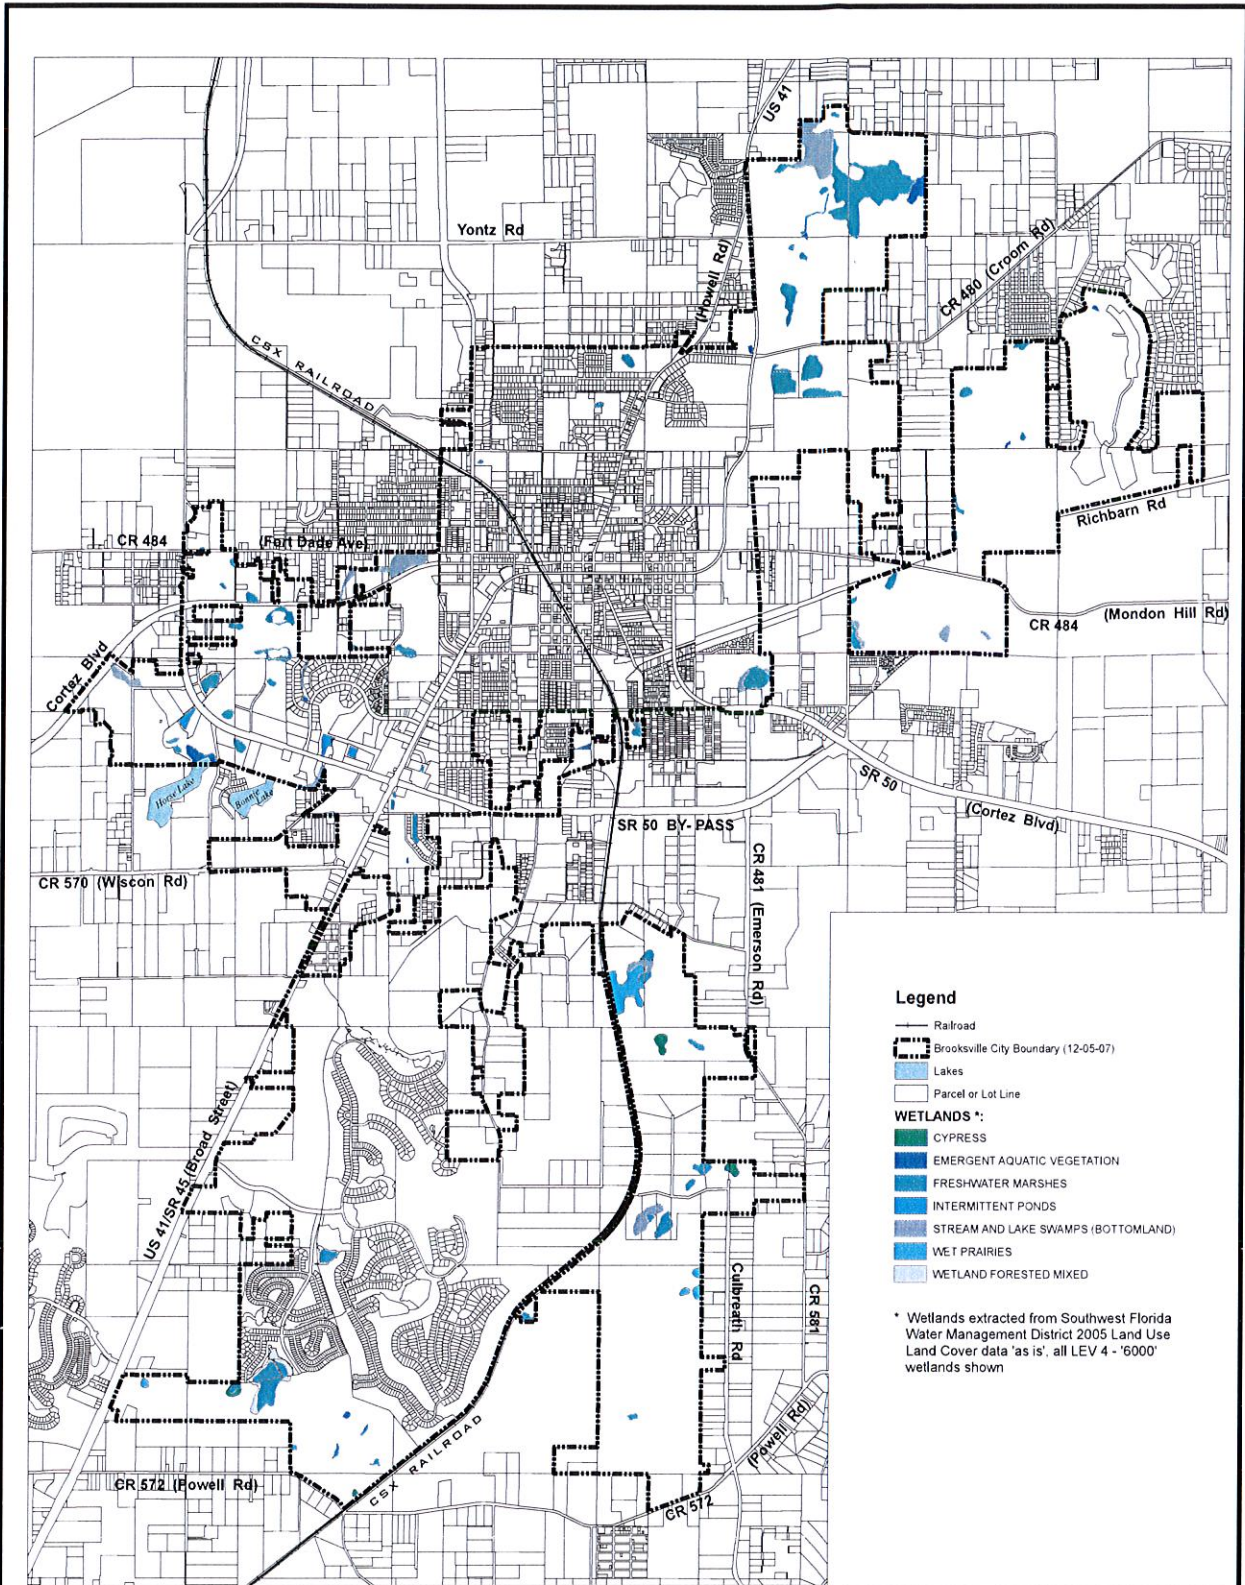 US 41
Yontz Rd
(Howell Rd)
CR 480 (Croom Rd)
CSX RAILROAD
Richbarn Rd
CR 484
(Fort Dade Ave)
CR 484
(Mondon Hill Rd)
Cortez Blvd
SR 50
(Cortez Blvd)
Horse Lake
Bonnie Lake
SR 50 BY-PASS
CR 570 (Wiscon Rd)
CR 481 (Emerson Rd)
US 41/SR 45 (Broad Street)
Culbreath Rd
CR 581
(Powell Rd)
CR 572 (Powell Rd)
CSX RAILROAD
CR 572
Legend
Railroad
Brooksville City Boundary (12-05-07)
Lakes
Parcel or Lot Line
WETLANDS *:
CYPRESS
EMERGENT AQUATIC VEGETATION
FRESHWATER MARSHES
INTERMITTENT PONDS
STREAM AND LAKE SWAMPS (BOTTOMLAND)
WET PRAIRIES
WETLAND FORESTED MIXED
* Wetlands extracted from Southwest Florida
Water Management District 2005 Land Use
Land Cover data 'as is', all LEV 4 - '6000'
wetlands shown